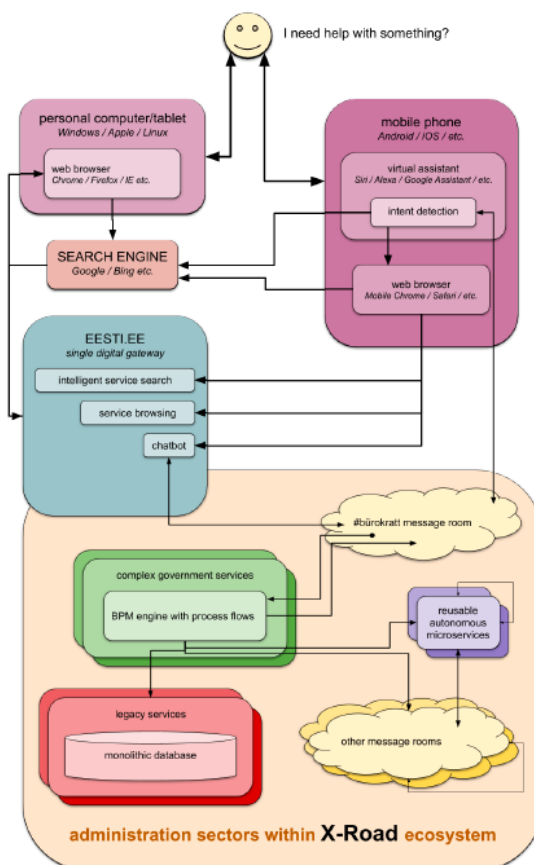 I need help with something?
personal computer/tablet
Windows / Apple / Linux
web browser
Chrome / Firefox / IE etc.
mobile phone
Android / IOS / etc.
virtual assistant
Siri / Alexa / Google Assistant / etc.
intent detection
SEARCH ENGINE
Google / Bing etc.
web browser
Mobile Chrome / Safari / etc.
EESTI.EE
single digital gateway
intelligent service search
service browsing
chatbot
#bürokratt message room
complex government services
BPM engine with process flows
reusable
autonomous
microservices
legacy services
monolithic database
other message rooms
administration sectors within X-Road ecosystem